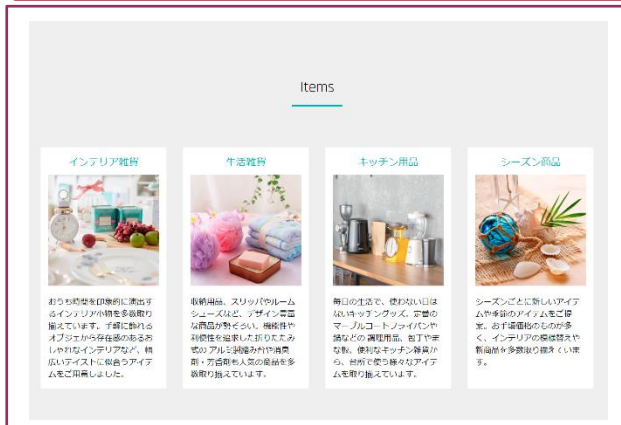 Items
インテリア雑貨
おうち時間を印象的に演出す
るインテリア小物を多数取り
揃えています。手軽に飾れる
オブジェから存在感のあるお
しゃれなインテリアなど、幅
広いテイストに似合うアイテ
ムをご用意しました。
生活雑貨
収納用品、スリッパやルーム
シューズなど、デザイン豊富
な商品が勢ぞろい。機能性や
利便性を追求した折りたたみ
式のアルミ製踏み台や消臭
剤・芳香剤も人気の商品を多
数取り揃えています。
キッチン用品
毎日の生活で、使わない日は
ないキッチングッズ。定番の
マーブルコートフライパンや
鍋などの調理用品、包丁やま
な板、便利なキッチン雑貨か
ら、台所で使う様々なアイテ
ムを取り揃えています。
シーズン商品
シーズンごとに新しいアイテ
ムや季節のアイテムをご提
案。お手頃価格のものが多
く、インテリアの模様替えや
新商品を多数取り揃えていま
す。